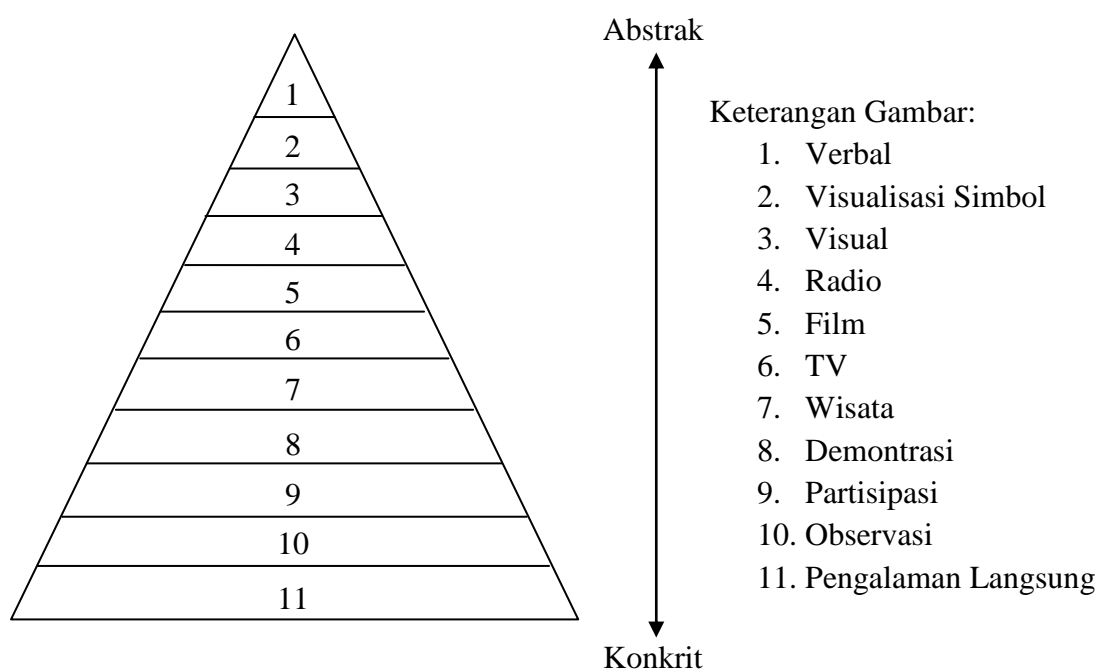 Abstrak
1
2
3
4
5
6
7
8
9
10
11
Keterangan Gambar:
1. Verbal
2. Visualisasi Simbol
3. Visual
4. Radio
5. Film
6. TV
7. Wisata
8. Demontrasi
9. Partisipasi
10. Observasi
11. Pengalaman Langsung
Konkrit